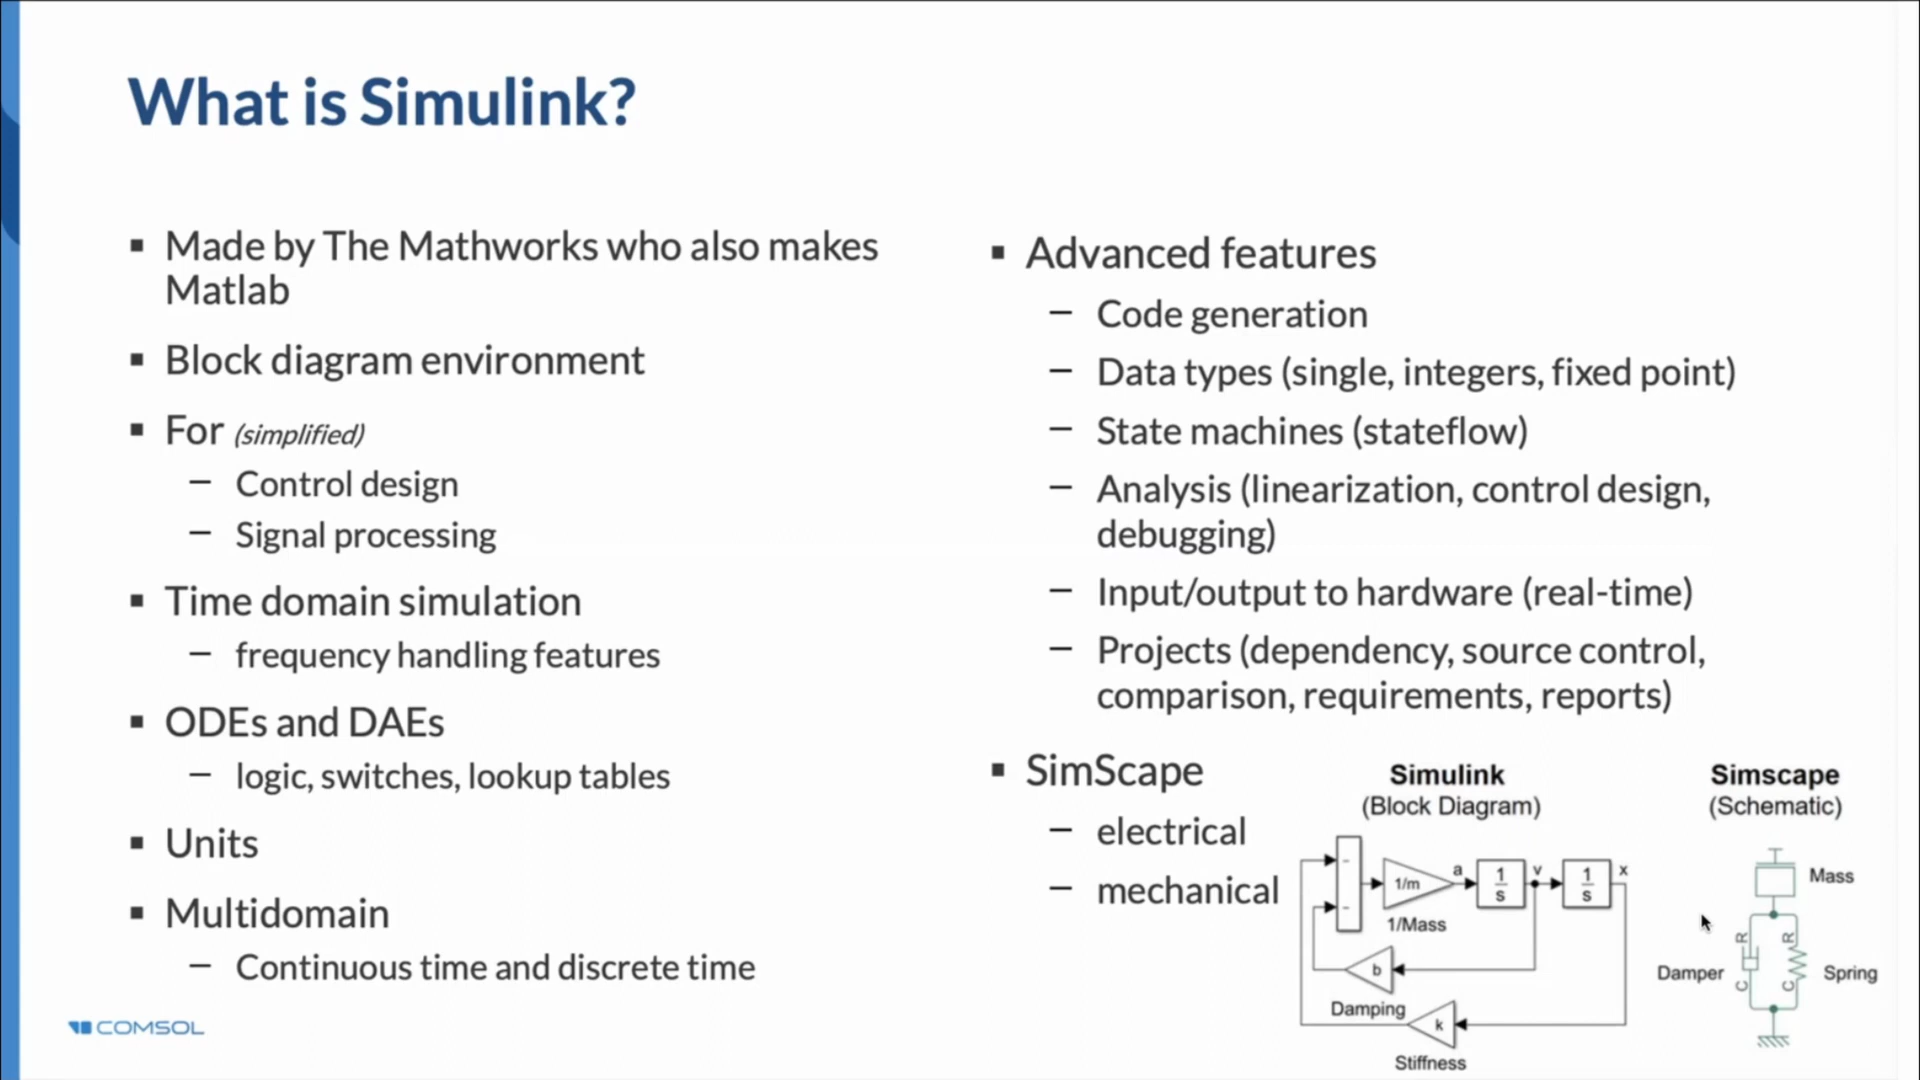 What is Simulink?
▪ Made by The Mathworks who also makes
Matlab
▪ Block diagram environment
▪ For (simplified)
– Control design
– Signal processing
▪ Time domain simulation
– frequency handling features
▪ ODEs and DAEs
– logic, switches, lookup tables
▪ Units
▪ Multidomain
– Continuous time and discrete time
▪ Advanced features
– Code generation
– Data types (single, integers, fixed point)
– State machines (stateflow)
– Analysis (linearization, control design,
debugging)
– Input/output to hardware (real-time)
– Projects (dependency, source control,
comparison, requirements, reports)
▪ SimScape
– electrical
– mechanical
Simulink
(Block Diagram)
- 1/m a 1/s v 1/s x
-
1/Mass
b
Damping
k
Stiffness
Simscape
(Schematic)
Mass
R R
Damper Spring
C C
COMSOL